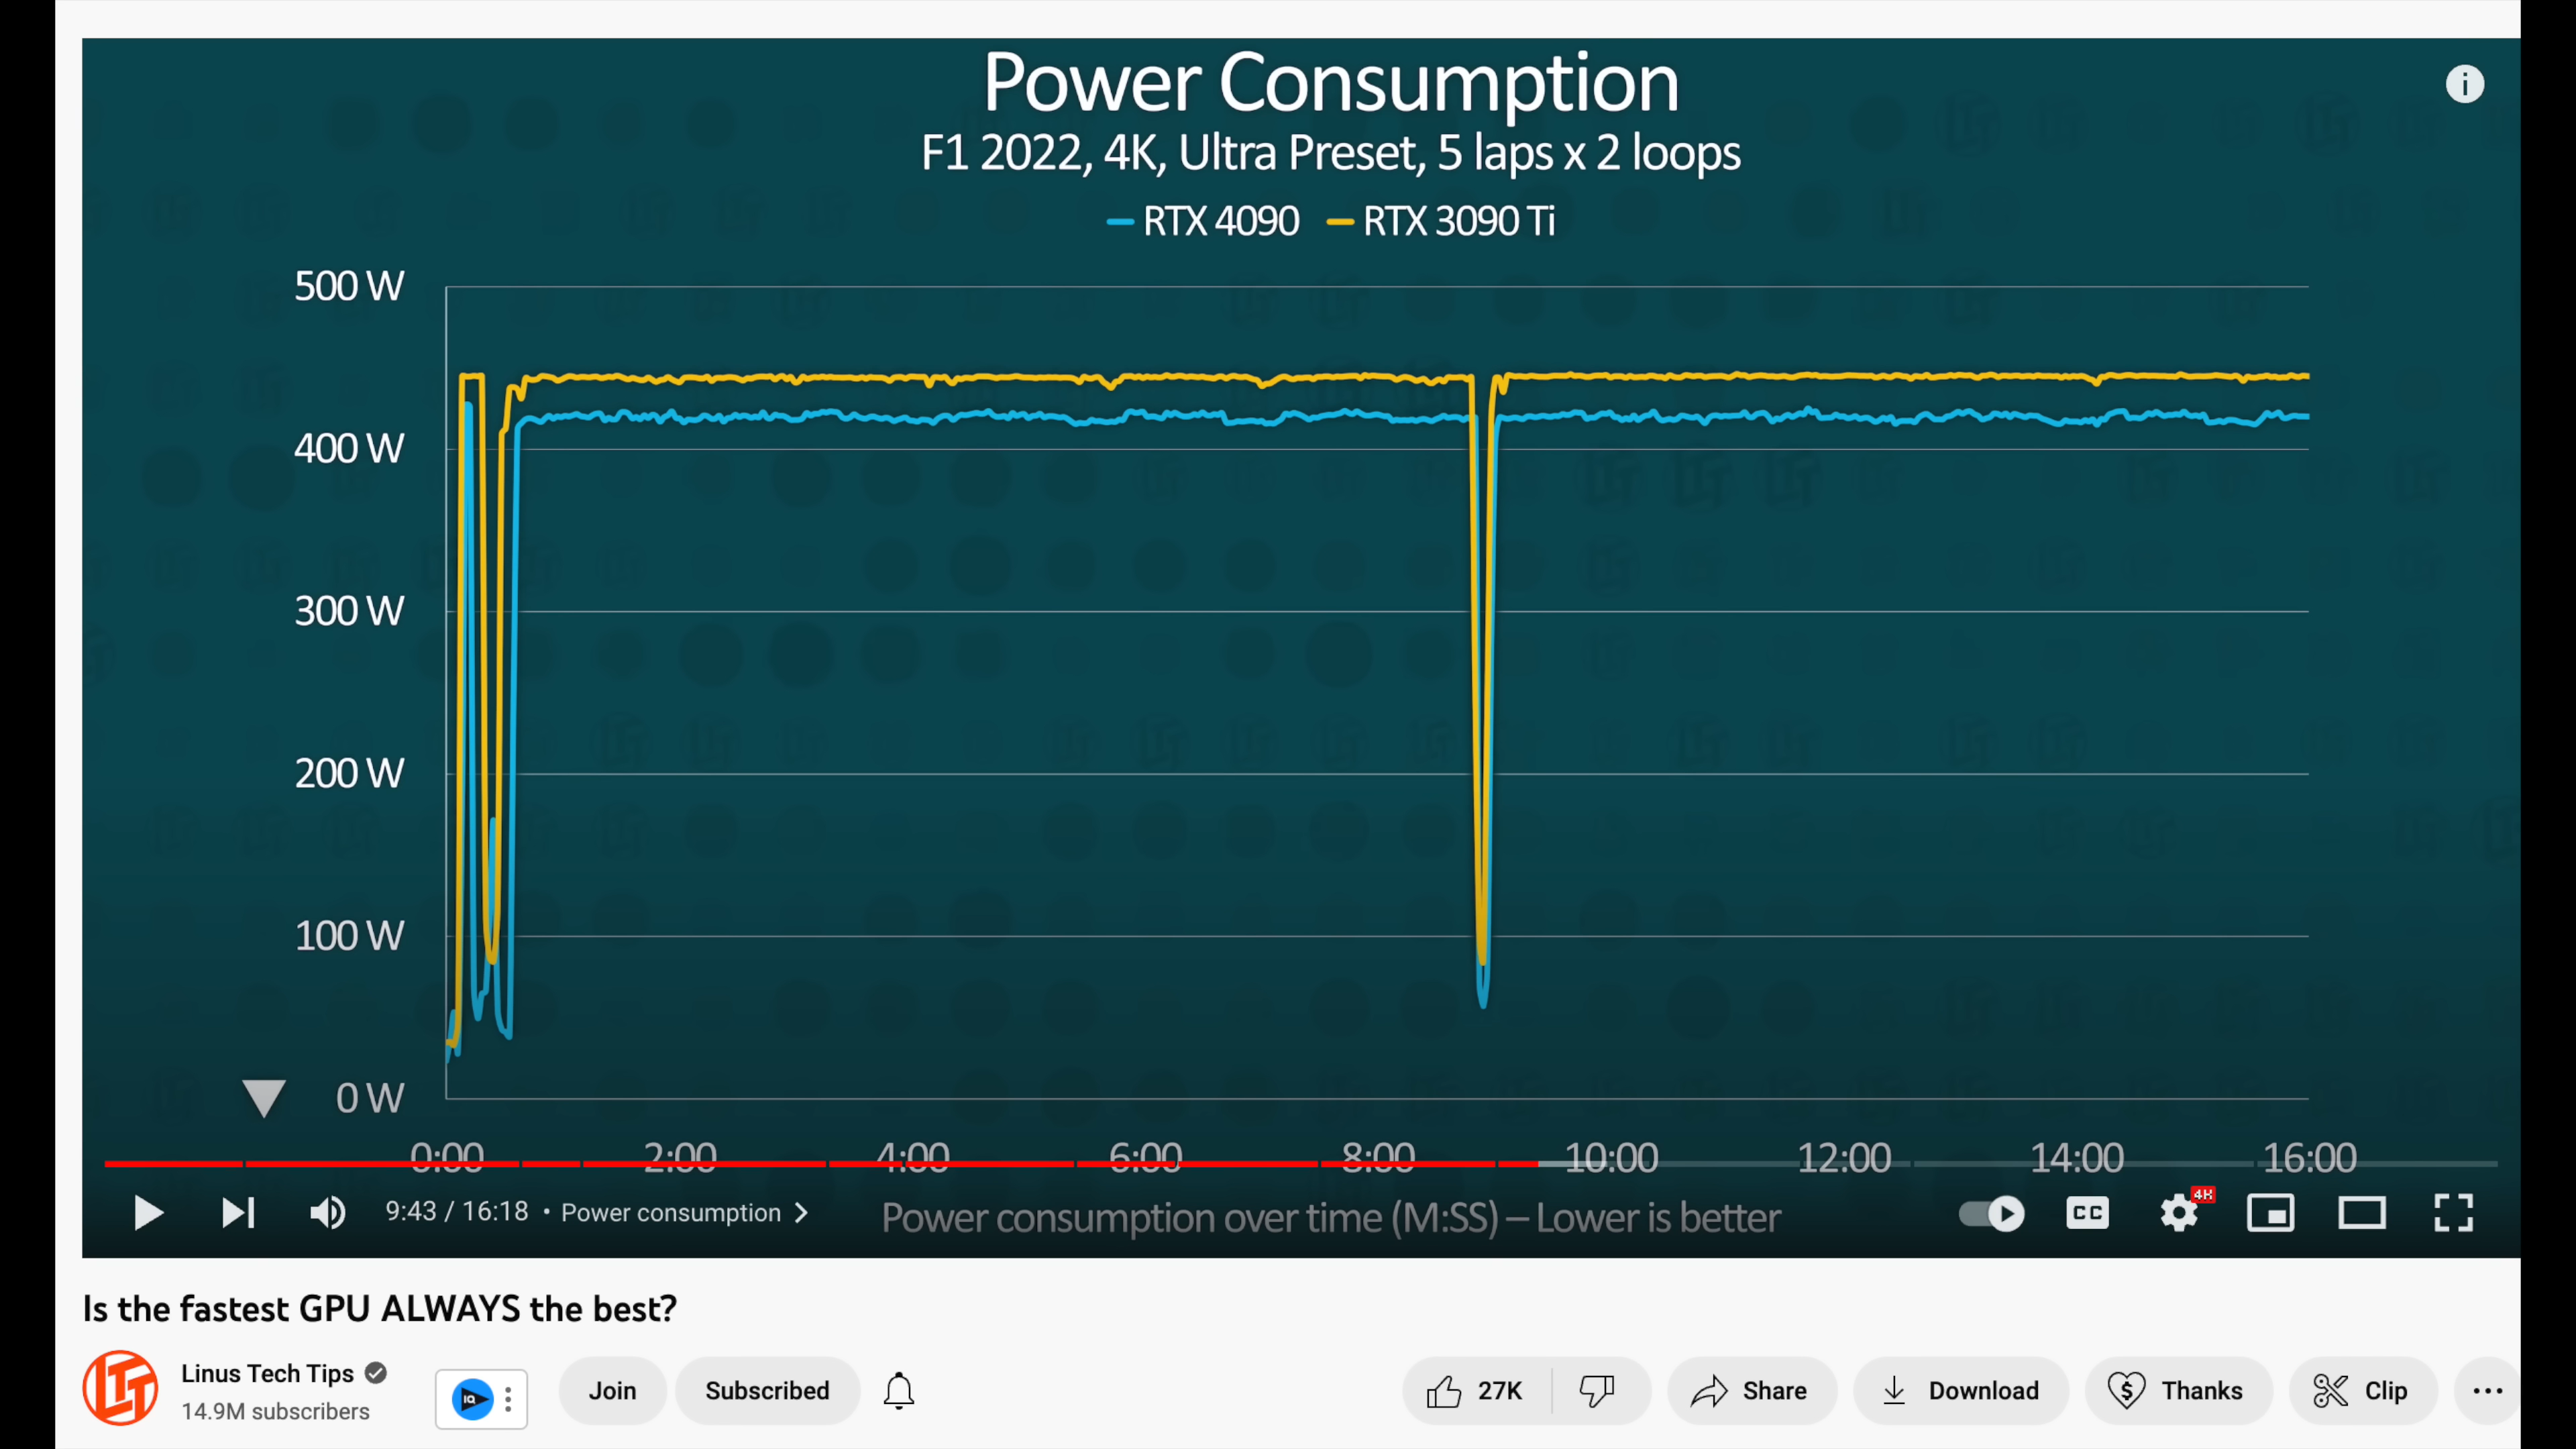 Power Consumption
F1 2022, 4K, Ultra Preset, 5 laps x 2 loops
RTX 4090 RTX 3090 Ti
500 W
400 W
300 W
200 W
100 W
0 W
0:00 2:00 4:00 6:00 8:00 10:00 12:00 14:00 16:00
9:43 / 16:18 • Power consumption
Power consumption over time (M:SS) – Lower is better
CC
4K
Is the fastest GPU ALWAYS the best?
LTT
Linus Tech Tips
14.9M subscribers
IQ
Join
Subscribed
27K
Share
Download
Thanks
Clip